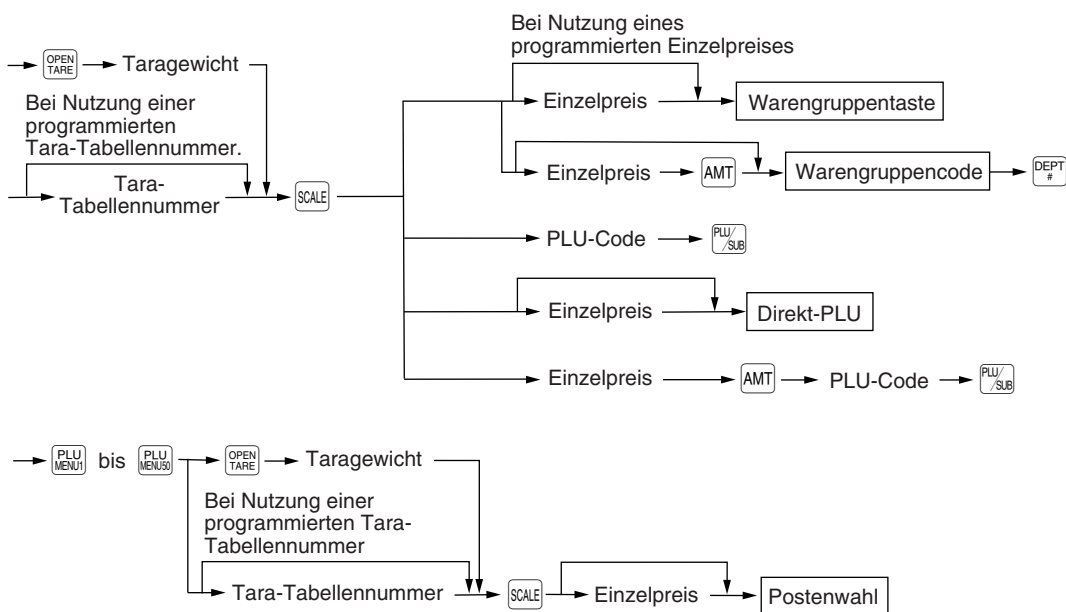 Bei Nutzung eines
programmierten Einzelpreises
OPEN
TARE
Taragewicht
Einzelpreis
Warengruppentaste
Bei Nutzung einer
programmierten
Tara-Tabellennummer.
Einzelpreis
AMT
Warengruppencode
DEPT
#
Tara-
Tabellennummer
SCALE
PLU-Code
PLU/
SUB
Einzelpreis
Direkt-PLU
Einzelpreis
AMT
PLU-Code
PLU/
SUB
PLU
MENU1
bis
PLU
MENU50
OPEN
TARE
Taragewicht
Bei Nutzung einer
programmierten Tara-
Tabellennummer
Tara-Tabellennummer
SCALE
Einzelpreis
Postenwahl